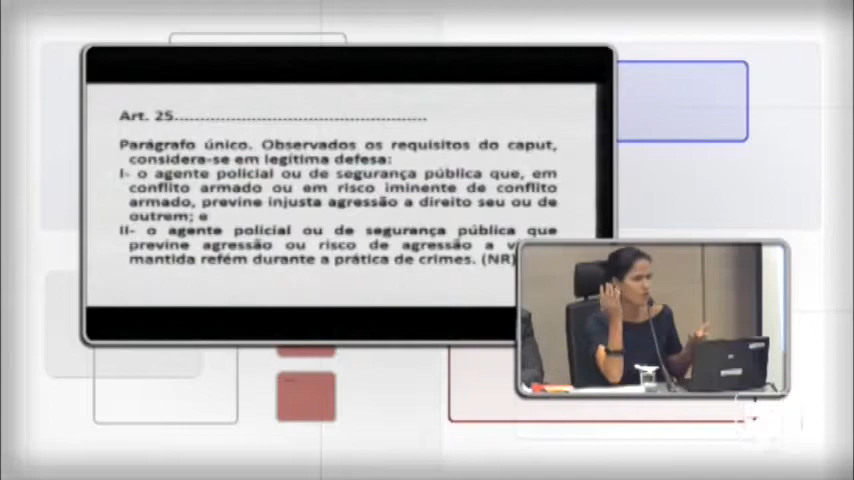 Art. 25................................................
Parágrafo único. Observados os requisitos do caput,
considera-se em legítima defesa:
I- o agente policial ou de segurança pública que, em
conflito armado ou em risco iminente de conflito
armado, previne injusta agressão a direito seu ou de
outrem; e
II- o agente policial ou de segurança pública que
previne agressão ou risco de agressão a
mantida refém durante a prática de crimes. (NR)